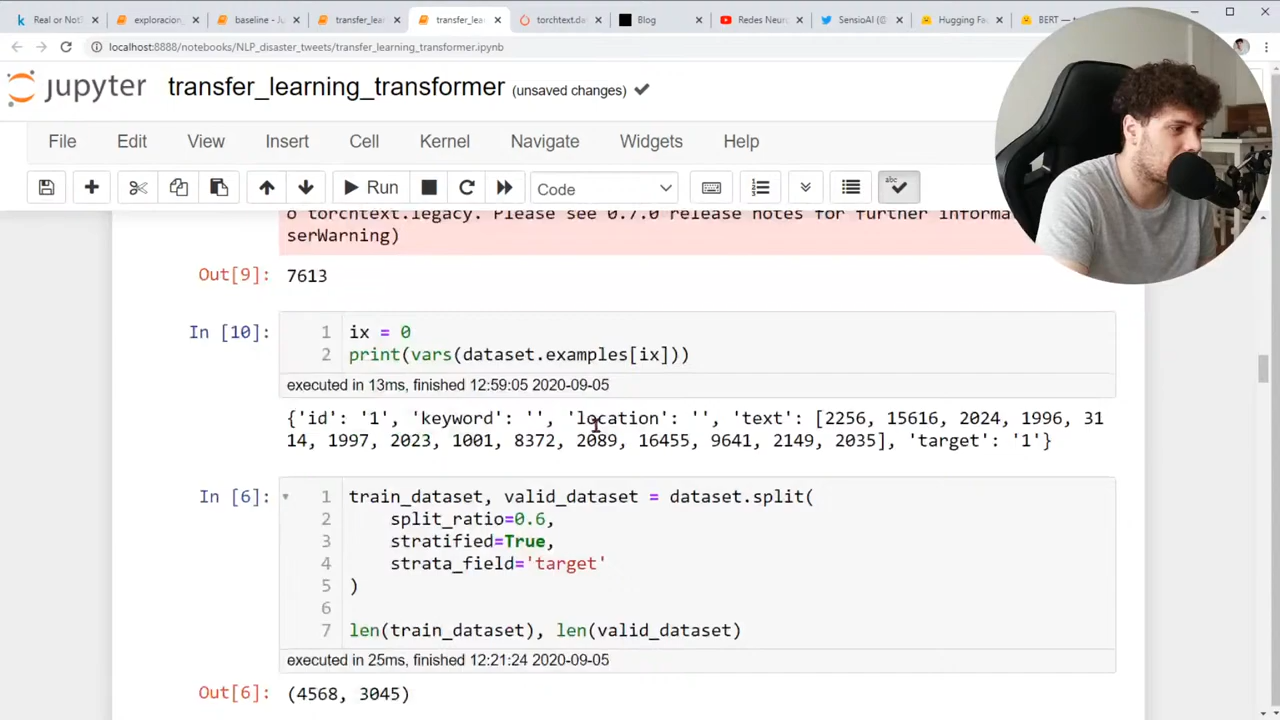 Real or Not
exploracion_
baseline - Ju
transfer_lea
transfer_lea
torchtext.da
Blog
Redes Neuro
SensioAI (@
Hugging Fa
BERT —
localhost:8888/notebooks/NLP_disaster_tweets/transfer_learning_transformer.ipynb
jupyter transfer_learning_transformer (unsaved changes)
File Edit View Insert Cell Kernel Navigate Widgets Help
Run Code
o torchtext.legacy. Please see 0.7.0 release notes for further informa
serWarning)
Out[9]: 7613
In [10]: 1 ix = 0
2 print(vars(dataset.examples[ix]))
executed in 13ms, finished 12:59:05 2020-09-05
{'id': '1', 'keyword': '', 'location': '', 'text': [2256, 15616, 2024, 1996, 31
14, 1997, 2023, 1001, 8372, 2089, 16455, 9641, 2149, 2035], 'target': '1'}
In [6]: 1 train_dataset, valid_dataset = dataset.split(
2 split_ratio=0.6,
3 stratified=True,
4 strata_field='target'
5 )
6
7 len(train_dataset), len(valid_dataset)
executed in 25ms, finished 12:21:24 2020-09-05
Out[6]: (4568, 3045)